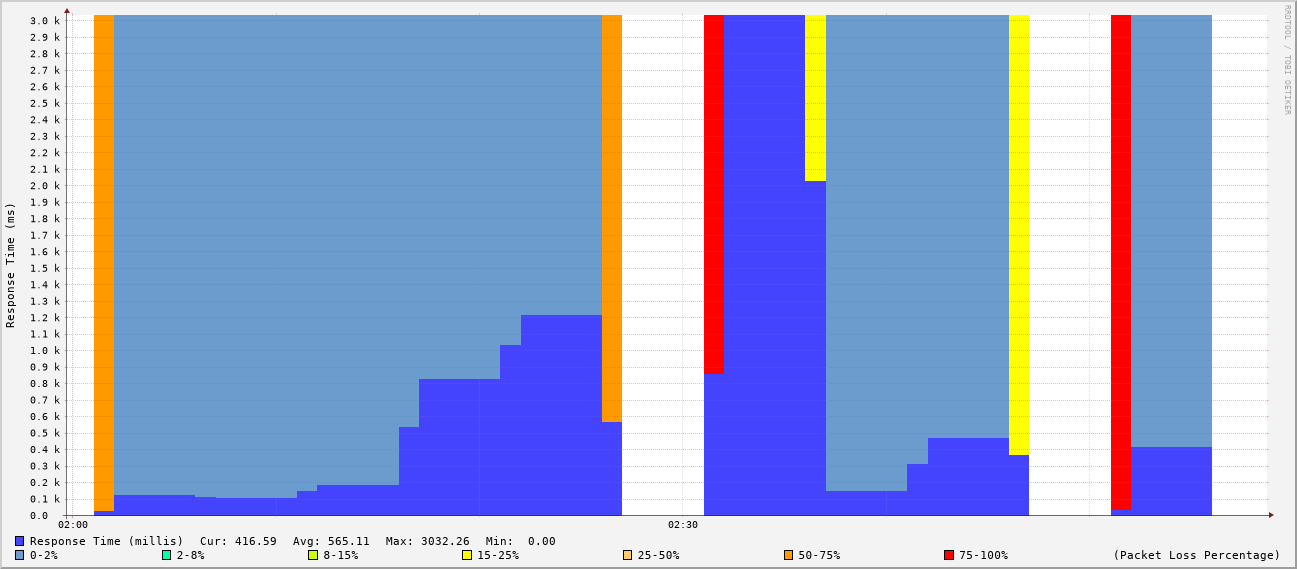 3.0 k
2.9 k
2.8 k
2.7 k
2.6 k
2.5 k
2.4 k
2.3 k
2.2 k
2.1 k
2.0 k
1.9 k
1.8 k
1.7 k
1.6 k
1.5 k
1.4 k
1.3 k
1.2 k
1.1 k
1.0 k
0.9 k
0.8 k
0.7 k
0.6 k
0.5 k
0.4 k
0.3 k
0.2 k
0.1 k
0.0
Response Time (ms)
RRDTOOL / TOBI OETIKER
02:00 02:30
Response Time (millis) Cur: 416.59 Avg: 565.11 Max: 3032.26 Min: 0.00
0-2% 2-8% 8-15% 15-25% 25-50% 50-75% 75-100% (Packet Loss Percentage)